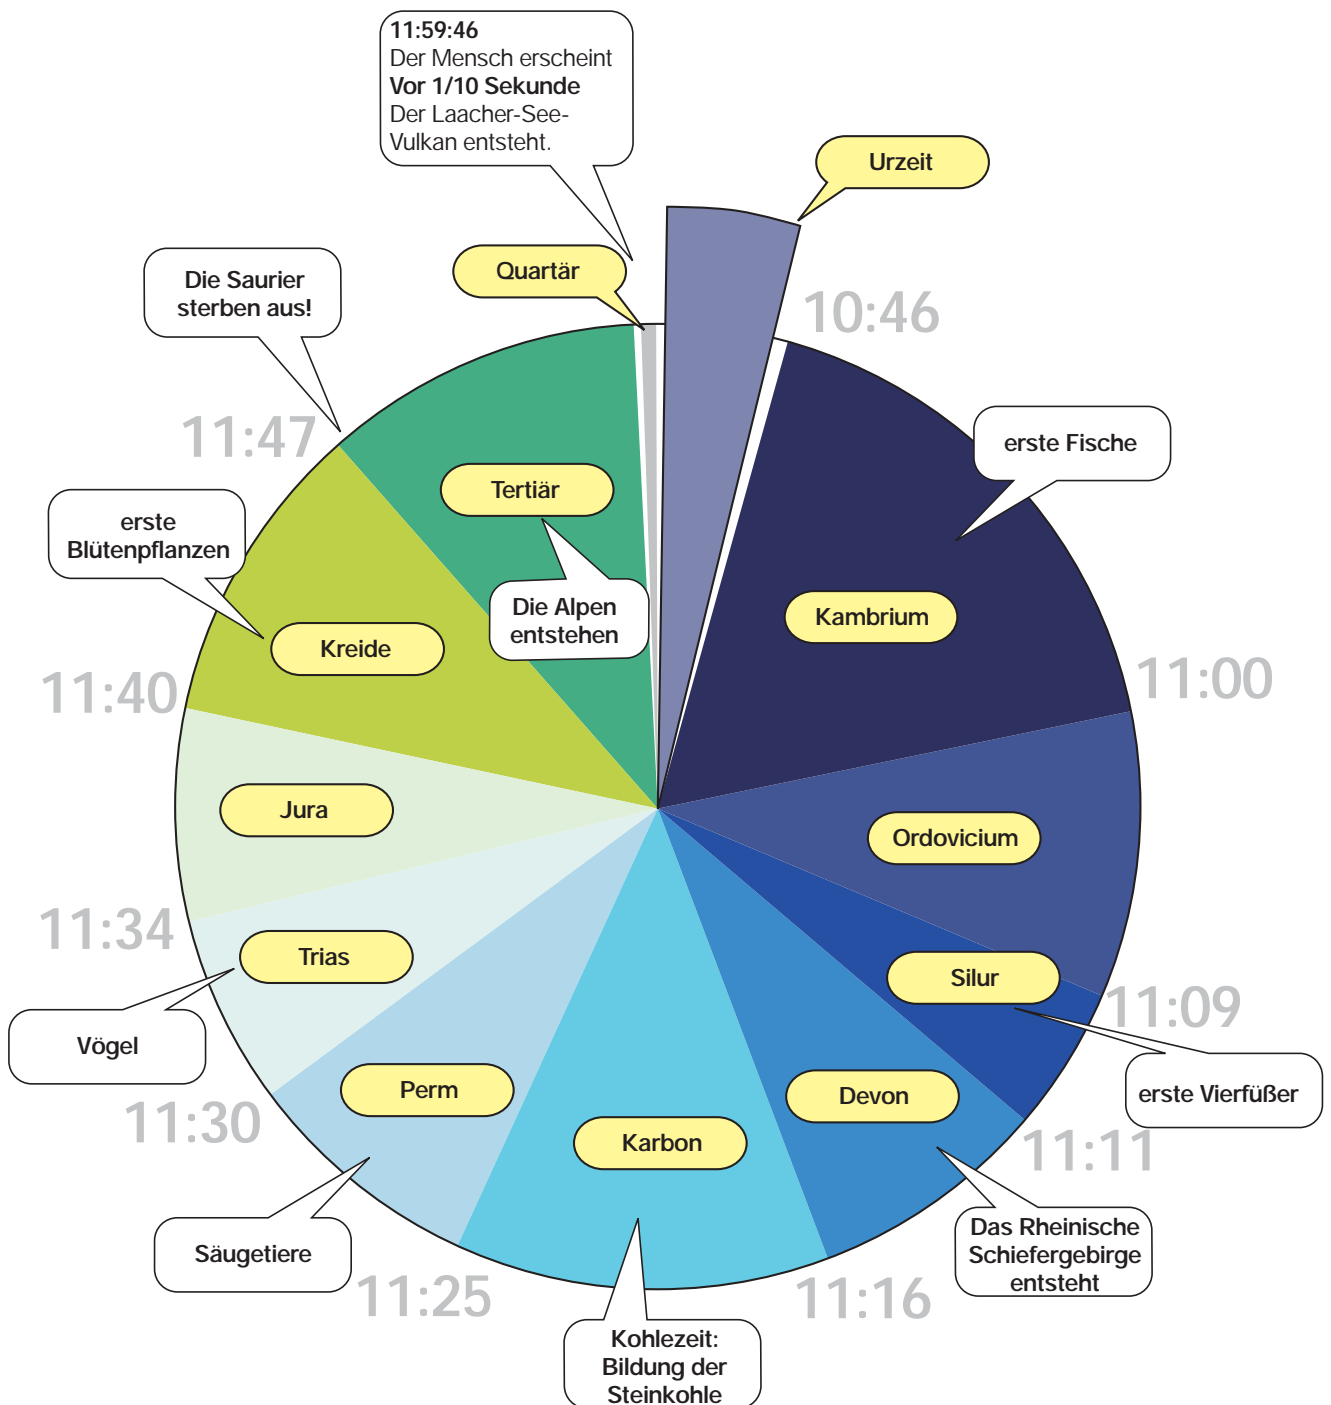 11:59:46
Der Mensch erscheint
Vor 1/10 Sekunde
Der Laacher-See-
Vulkan entsteht.
Urzeit
Quartär
Die Saurier
sterben aus!
10:46
11:47
erste Fische
Tertiär
erste
Blütenpflanzen
Die Alpen
entstehen
Kambrium
Kreide
11:40
11:00
Jura
Ordovicium
11:34
Trias
Silur
11:09
Vögel
Perm
Devon
erste Vierfüßer
11:30
Karbon
11:11
Säugetiere
Das Rheinische
Schiefergebirge
entsteht
11:25
11:16
Kohlezeit:
Bildung der
Steinkohle